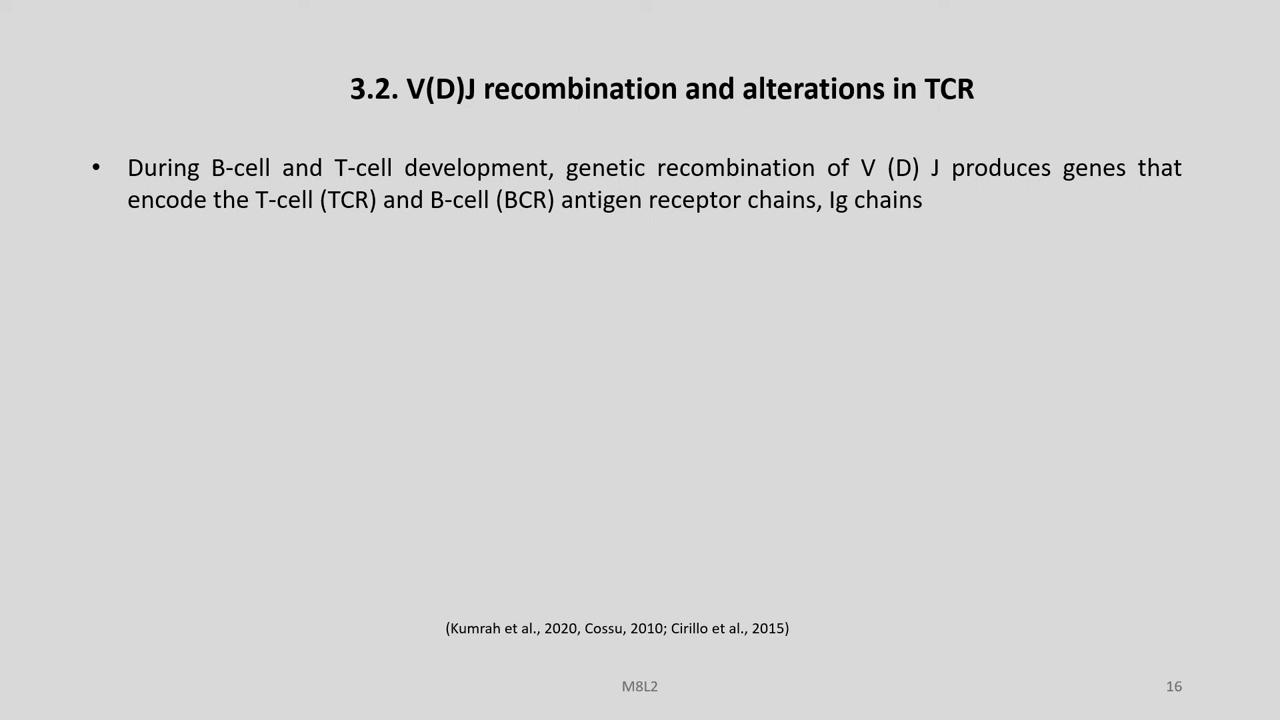 3.2. V(D)J recombination and alterations in TCR
• During B-cell and T-cell development, genetic recombination of V (D) J produces genes that
encode the T-cell (TCR) and B-cell (BCR) antigen receptor chains, Ig chains
(Kumrah et al., 2020, Cossu, 2010; Cirillo et al., 2015)
M8L2
16